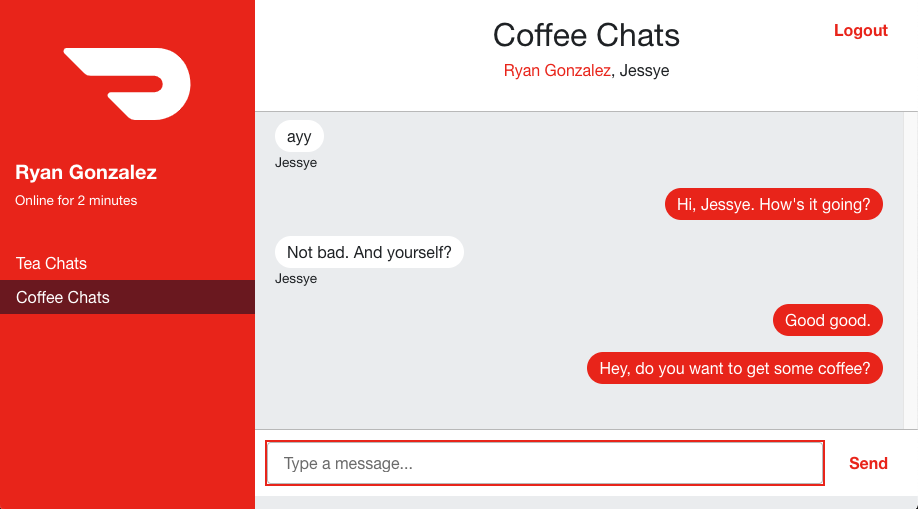 Ryan Gonzalez
Online for 2 minutes
Tea Chats
Coffee Chats
Coffee Chats
Ryan Gonzalez, Jessye
Logout
ayy
Jessye
Hi, Jessye. How's it going?
Not bad. And yourself?
Jessye
Good good.
Hey, do you want to get some coffee?
Type a message...
Send